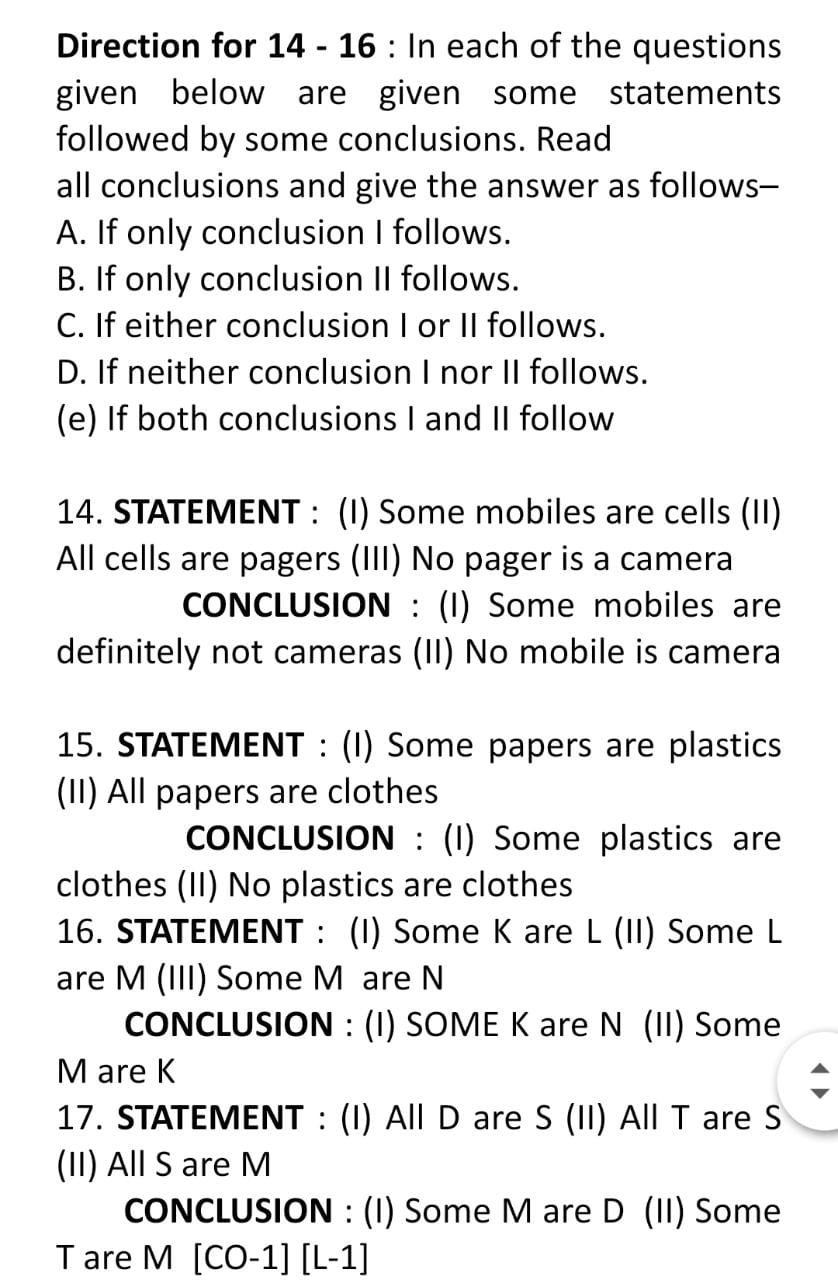 Direction for 14 - 16 : In each of the questions
given below are given some statements
followed by some conclusions. Read
all conclusions and give the answer as follows–
A. If only conclusion I follows.
B. If only conclusion II follows.
C. If either conclusion I or II follows.
D. If neither conclusion I nor II follows.
(e) If both conclusions I and II follow
14. STATEMENT : (I) Some mobiles are cells (II)
All cells are pagers (III) No pager is a camera
CONCLUSION : (I) Some mobiles are
definitely not cameras (II) No mobile is camera
15. STATEMENT : (I) Some papers are plastics
(II) All papers are clothes
CONCLUSION : (I) Some plastics are
clothes (II) No plastics are clothes
16. STATEMENT : (I) Some K are L (II) Some L
are M (III) Some M are N
CONCLUSION : (I) SOME K are N (II) Some
M are K
17. STATEMENT : (I) All D are S (II) All T are S
(II) All S are M
CONCLUSION : (I) Some M are D (II) Some
T are M [CO-1] [L-1]